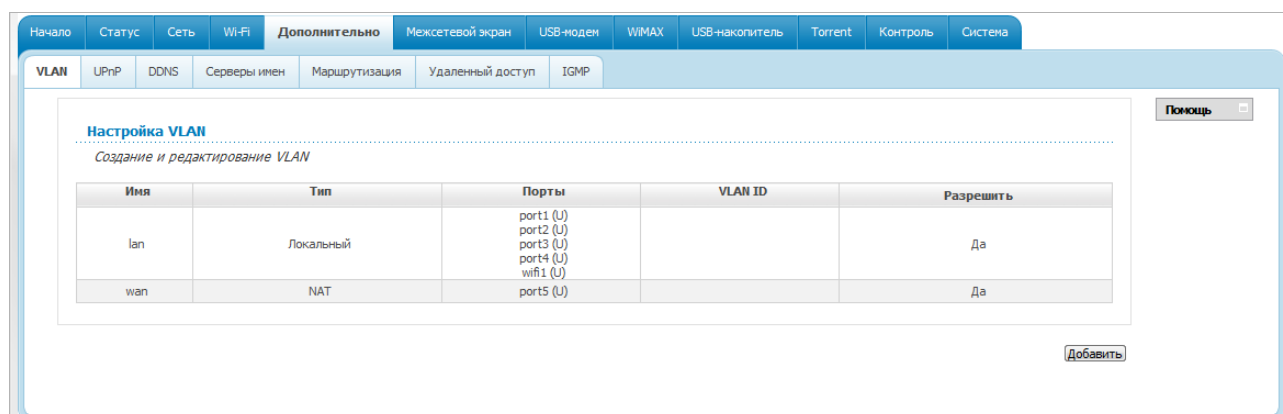 Начало Статус Сеть Wi-Fi Дополнительно Межсетевой экран USB-модем WiMAX USB-накопитель Torrent Контроль Система
VLAN UPnP DDNS Серверы имен Маршрутизация Удаленный доступ IGMP
Помощь
Настройка VLAN
Создание и редактирование VLAN
Имя Тип Порты VLAN ID Разрешить
lan Локальный port1 (U) Да
port2 (U)
port3 (U)
port4 (U)
wifi1 (U)
wan NAT port5 (U) Да
Добавить